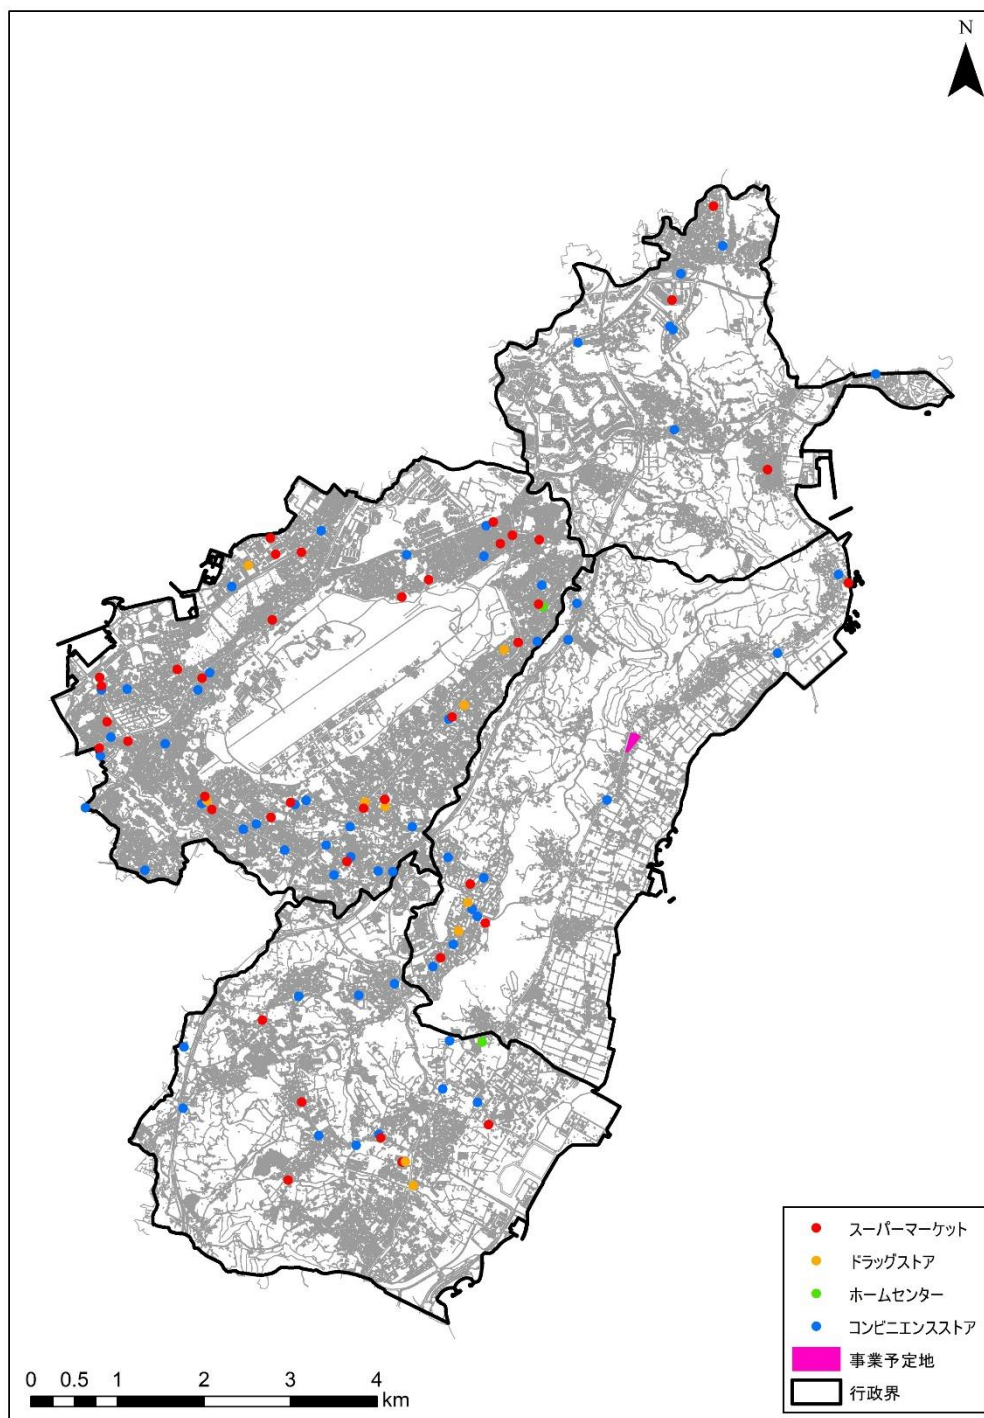 N
スーパーマーケット
ドラッグストア
ホームセンター
コンビニエンスストア
事業予定地
行政界
0 0.5 1 2 3 4
km